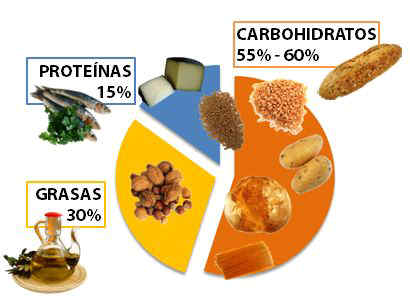 CARBOHIDRATOS
55% - 60%
PROTEÍNAS
15%
GRASAS
30%